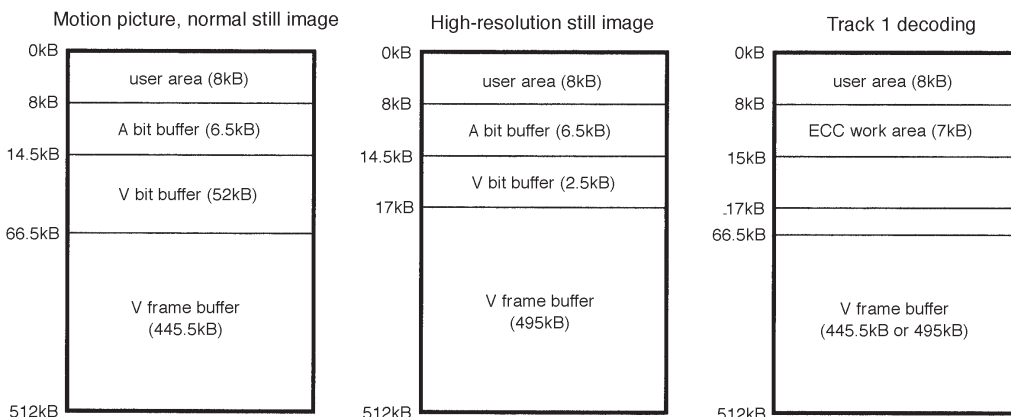 Motion picture, normal still image
0kB
user area (8kB)
8kB
A bit buffer (6.5kB)
14.5kB
V bit buffer (52kB)
66.5kB
V frame buffer
(445.5kB)
512kB
High-resolution still image
0kB
user area (8kB)
8kB
A bit buffer (6.5kB)
14.5kB
V bit buffer (2.5kB)
17kB
V frame buffer
(495kB)
512kB
Track 1 decoding
0kB
user area (8kB)
8kB
ECC work area (7kB)
15kB
17kB
66.5kB
V frame buffer
(445.5kB or 495kB)
512kB